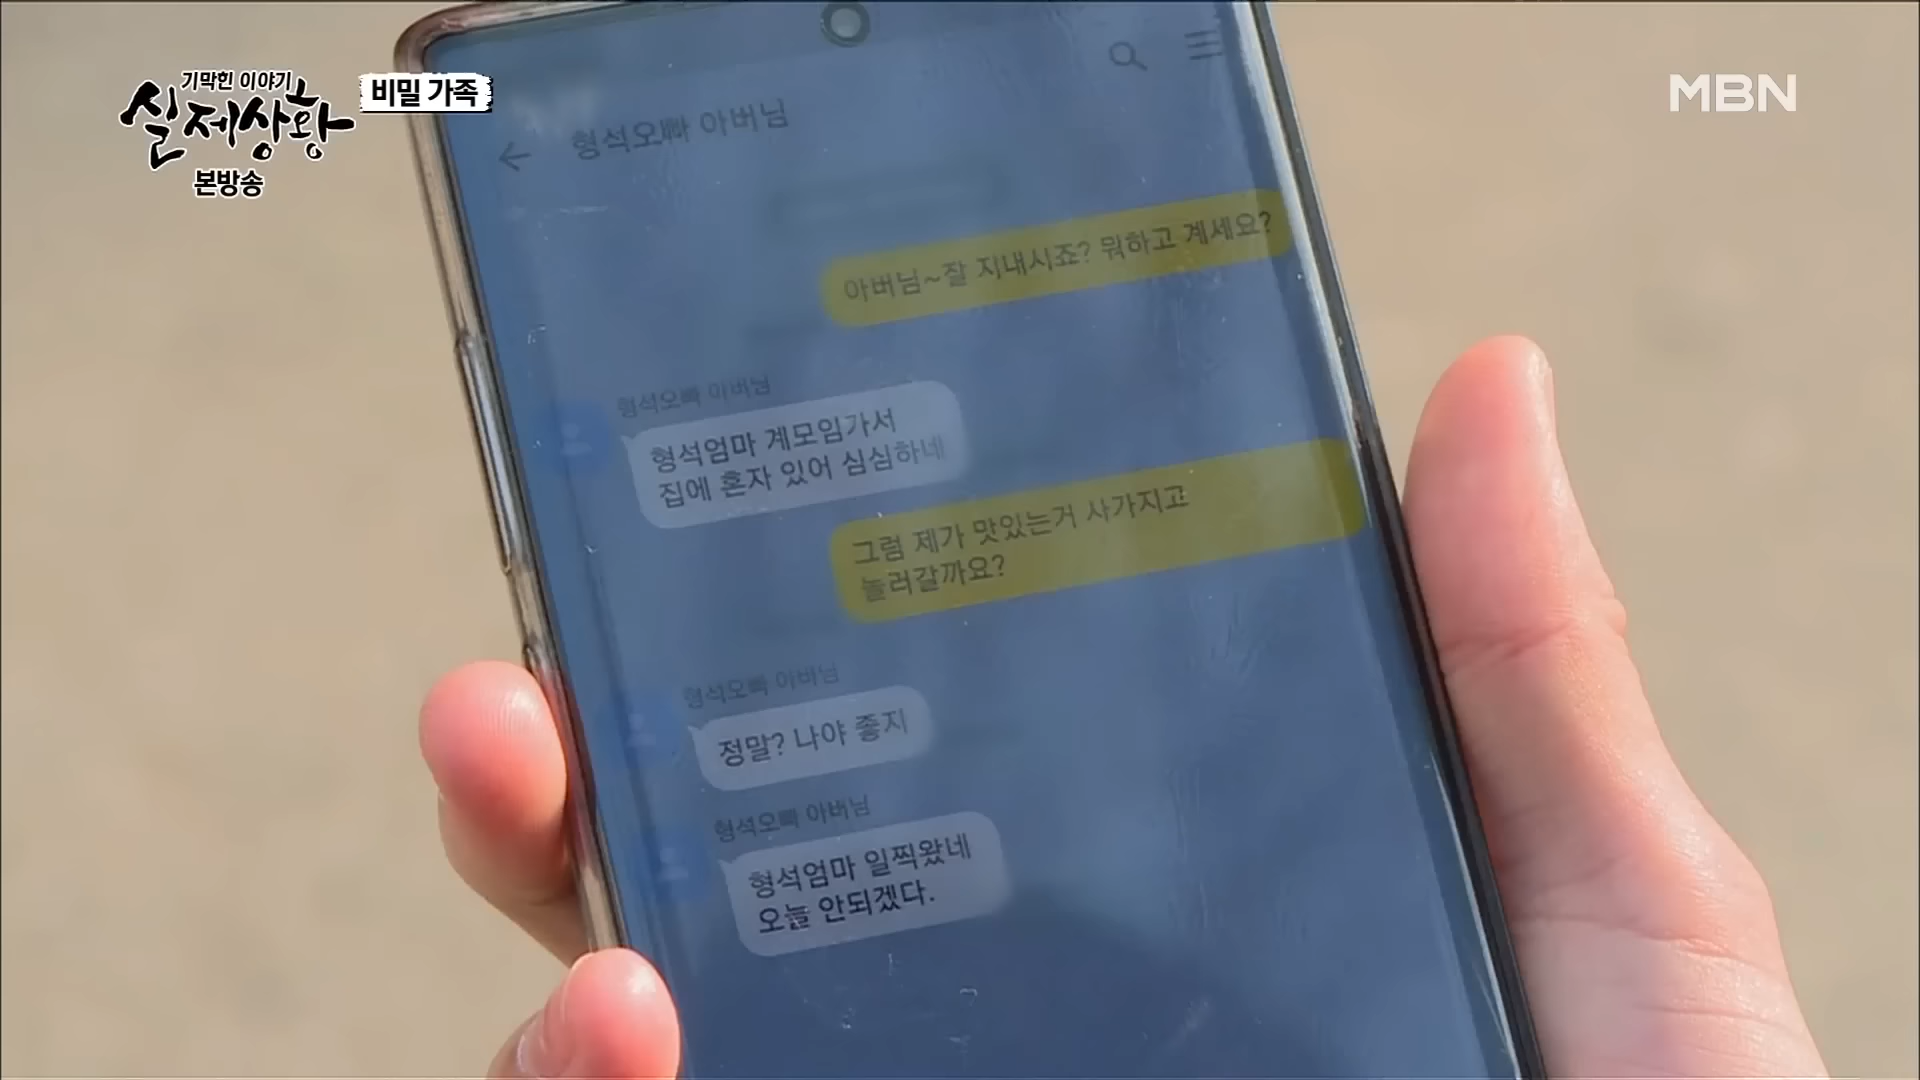 기막힌 이야기
실제상황
본방송
비밀 가족
MBN
형석오빠 아버님
아버님~잘 지내시죠? 뭐하고 계세요?
형석오빠 아버님
형석엄마 계모임가서
집에 혼자 있어 심심하네
그럼 제가 맛있는거 사가지고
놀러갈까요?
형석오빠 아버님
정말? 나야 좋지
형석오빠 아버님
형석엄마 일찍왔네
오늘 안되겠다.